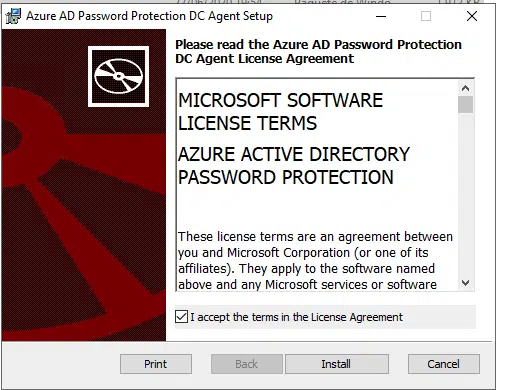 Azure AD Password Protection DC Agent Setup
Please read the Azure AD Password Protection
DC Agent License Agreement
MICROSOFT SOFTWARE
LICENSE TERMS
AZURE ACTIVE DIRECTORY
PASSWORD PROTECTION
These license terms are an agreement between
you and Microsoft Corporation (or one of its
affiliates). They apply to the software named
above and any Microsoft services or software
I accept the terms in the License Agreement
Print
Back
Install
Cancel